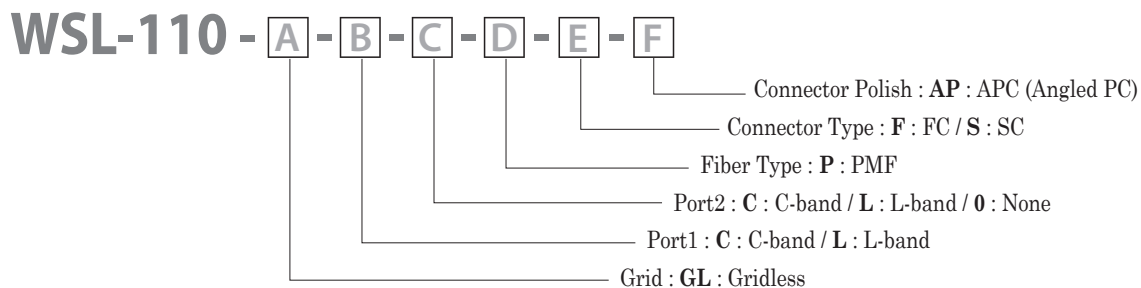 WSL-110 - A - B - C - D - E - F
Connector Polish : AP : APC (Angled PC)
Connector Type : F : FC / S : SC
Fiber Type : P : PMF
Port2 : C : C-band / L : L-band / 0 : None
Port1 : C : C-band / L : L-band
Grid : GL : Gridless